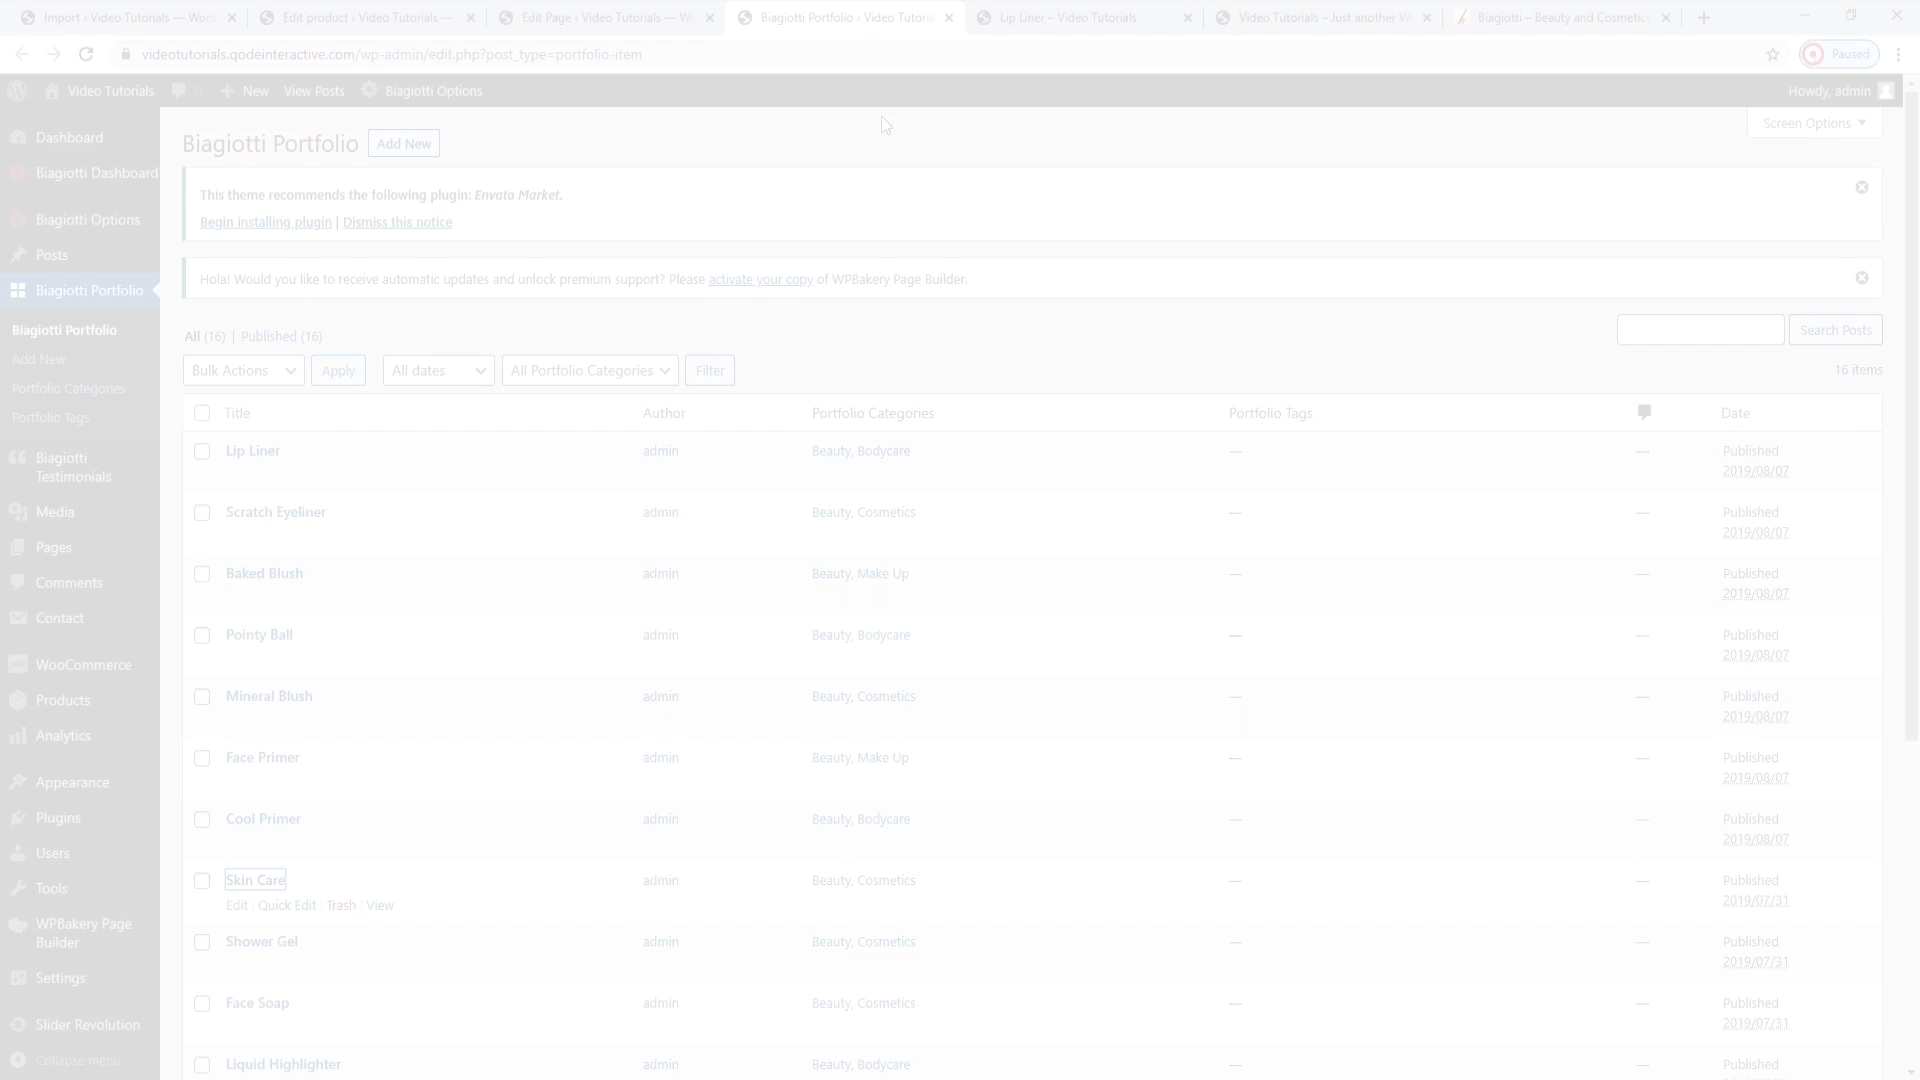 Import ‹ Video Tutorials — Word
Edit product ‹ Video Tutorials —
Edit Page ‹ Video Tutorials — Wo
Biagiotti Portfolio ‹ Video Tutoria
Lip Liner – Video Tutorials
Video Tutorials – Just another W
Biagiotti – Beauty and Cosmetics
videotutorials.qodeinteractive.com/wp-admin/edit.php?post_type=portfolio-item
Paused
Video Tutorials
0
New
View Posts
Biagiotti Options
Howdy, admin
Dashboard
Biagiotti Dashboard
Biagiotti Options
Posts
Biagiotti Portfolio
Biagiotti Portfolio
Add New
Portfolio Categories
Portfolio Tags
Biagiotti
Testimonials
Media
Pages
Comments
Contact
WooCommerce
Products
Analytics
Appearance
Plugins
Users
Tools
WPBakery Page
Builder
Settings
Slider Revolution
Collapse menu
Biagiotti Portfolio Add New
Screen Options
This theme recommends the following plugin: Envato Market.
Begin installing plugin | Dismiss this notice
Hola! Would you like to receive automatic updates and unlock premium support? Please activate your copy of WPBakery Page Builder.
All (16) | Published (16)
Search Posts
Bulk Actions Apply All dates All Portfolio Categories Filter
16 items
Title Author Portfolio Categories Portfolio Tags Date
Lip Liner admin Beauty, Bodycare — — Published
2019/08/07
Scratch Eyeliner admin Beauty, Cosmetics — — Published
2019/08/07
Baked Blush admin Beauty, Make Up — — Published
2019/08/07
Pointy Ball admin Beauty, Bodycare — — Published
2019/08/07
Mineral Blush admin Beauty, Cosmetics — — Published
2019/08/07
Face Primer admin Beauty, Make Up — — Published
2019/08/07
Cool Primer admin Beauty, Bodycare — — Published
2019/08/07
Skin Care admin Beauty, Cosmetics — — Published
Edit | Quick Edit | Trash | View 2019/07/31
Shower Gel admin Beauty, Cosmetics — — Published
2019/07/31
Face Soap admin Beauty, Cosmetics — — Published
2019/07/31
Liquid Highlighter admin Beauty, Bodycare — — Published